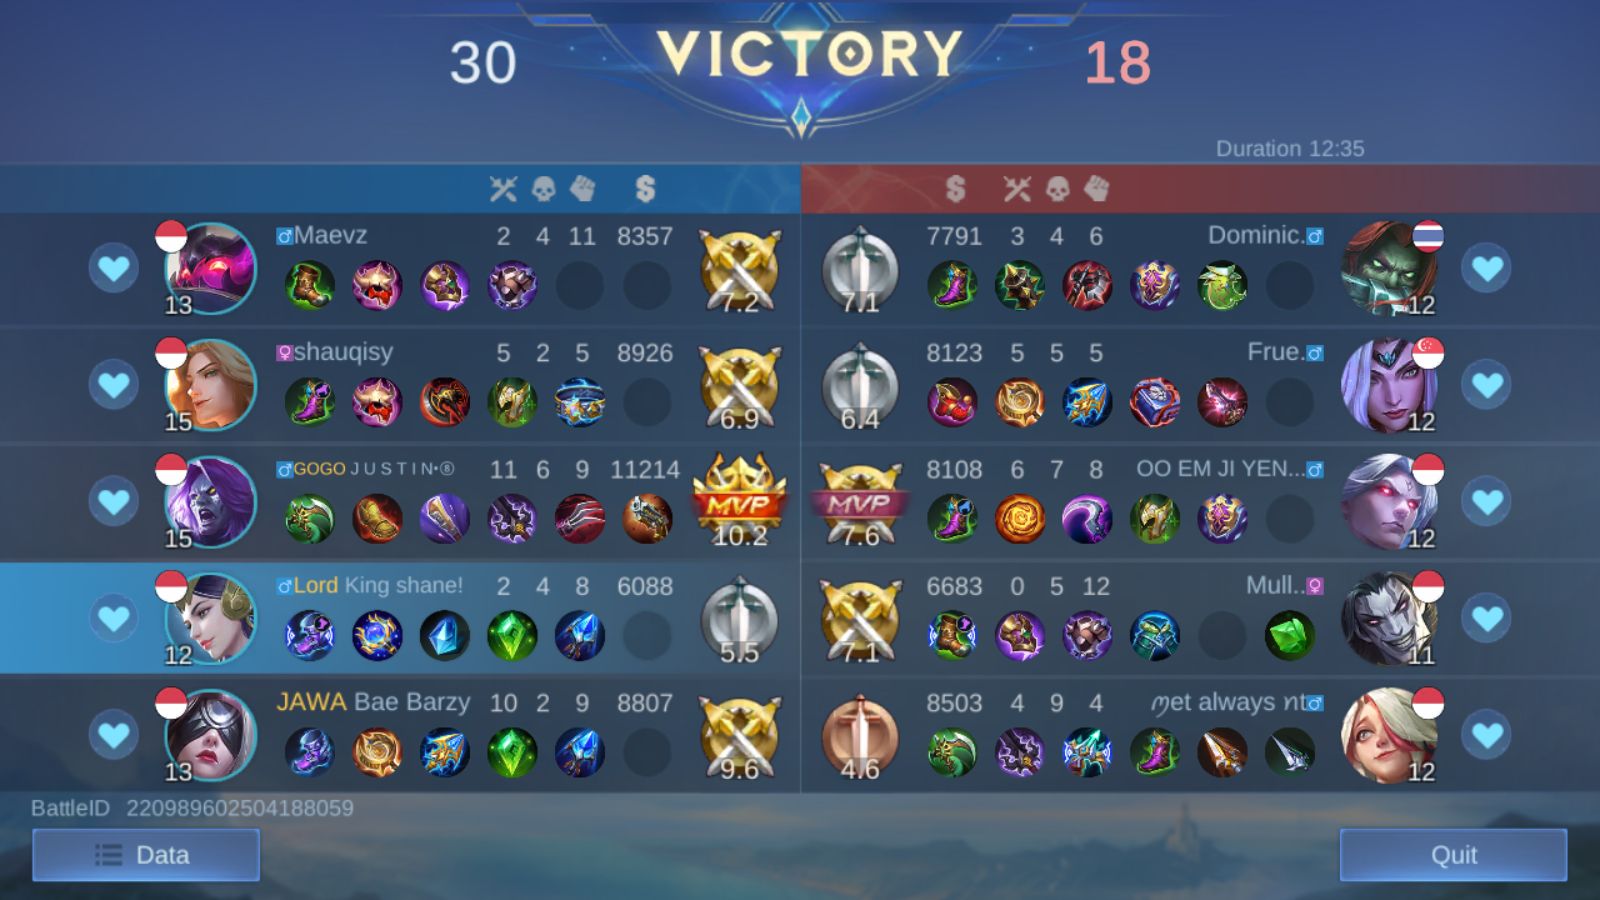 30 VICTORY 18
Duration 12:35
Maevz 2 4 11 8357
13 7.2
7791 3 4 6 Dominic.
7.1 12
shauqisy 5 2 5 8926
15 6.9
8123 5 5 5 Frue.
6.4 12
GOGO J U S T I N•⑧ 11 6 9 11214
15 MVP 10.2
8108 6 7 8 OO EM JI YEN...
MVP 7.6 12
Lord King shane! 2 4 8 6088
12 5.5
6683 0 5 12 Mull..
7.1 11
JAWA Bae Barzy 10 2 9 8807
13 9.6
8503 4 9 4 always
4.6 12
BattleID 220989602504188059
Data
Quit